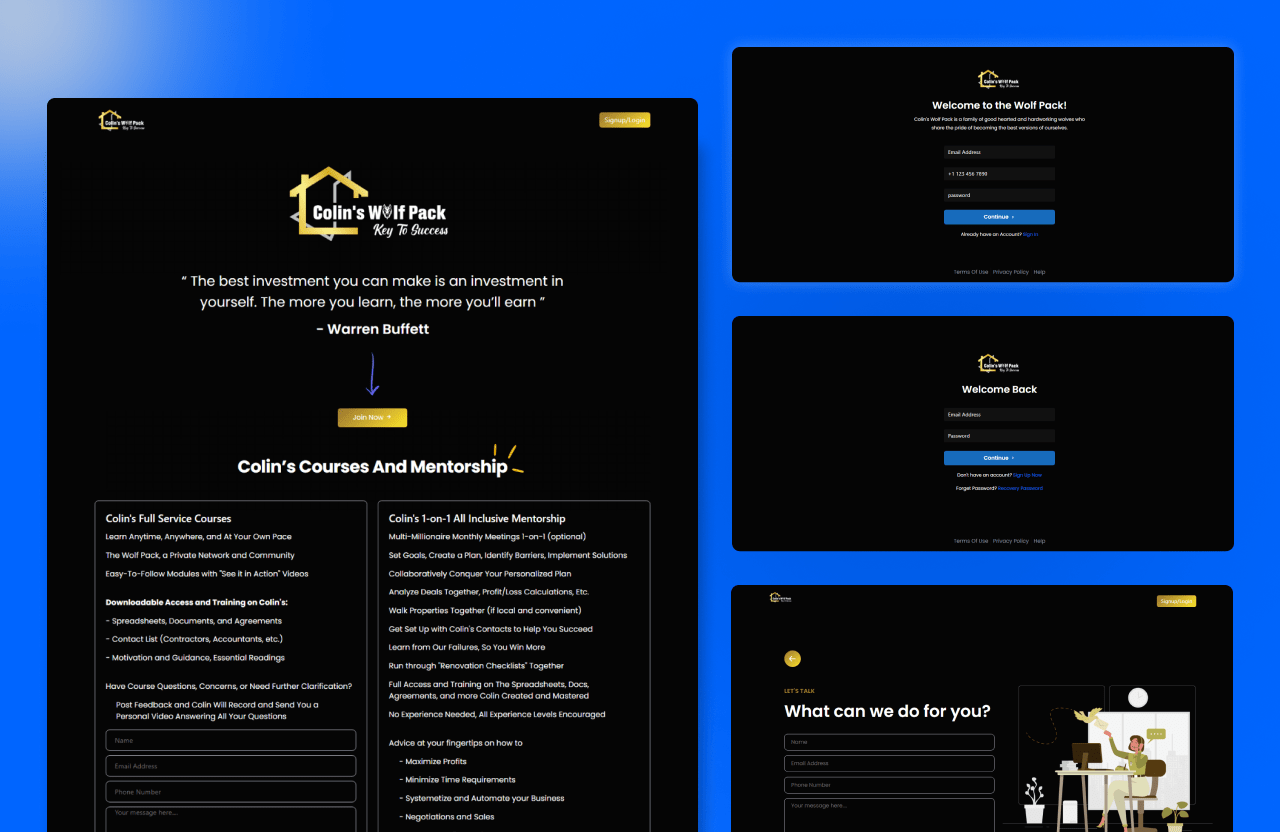 Colin's Wolf Pack
Key To Success
Signup/Login
Colin's Wolf Pack
Key To Success
“ The best investment you can make is an investment in
yourself. The more you learn, the more you’ll earn ”
- Warren Buffett
Join Now
Colin’s Courses And Mentorship
Colin's Full Service Courses
Learn Anytime, Anywhere, and At Your Own Pace
The Wolf Pack, a Private Network and Community
Easy-To-Follow Modules with "See it in Action" Videos
Downloadable Access and Training on Colin's:
- Spreadsheets, Documents, and Agreements
- Contact List (Contractors, Accountants, etc.)
- Motivation and Guidance, Essential Readings
Have Course Questions, Concerns, or Need Further Clarification?
Post Feedback and Colin Will Record and Send You a
Personal Video Answering All Your Questions
Name
Email Address
Phone Number
Your message here....
Colin's 1-on-1 All Inclusive Mentorship
Multi-Millionaire Monthly Meetings 1-on-1 (optional)
Set Goals, Create a Plan, Identify Barriers, Implement Solutions
Collaboratively Conquer Your Personalized Plan
Analyze Deals Together, Profit/Loss Calculations, Etc.
Walk Properties Together (if local and convenient)
Get Set Up with Colin's Contacts to Help You Succeed
Learn from Our Failures, So You Win More
Run through "Renovation Checklists" Together
Full Access and Training on The Spreadsheets, Docs,
Agreements, and more Colin Created and Mastered
No Experience Needed, All Experience Levels Encouraged
Advice at your fingertips on how to
- Maximize Profits
- Minimize Time Requirements
- Systemetize and Automate your Business
- Negotiations and Sales
Colin's Wolf Pack
Key To Success
Welcome to the Wolf Pack!
Colin's Wolf Pack is a family of good hearted and hardworking wolves who
share the pride of becoming the best versions of ourselves.
Email Address
+1 123 456 7890
password
Continue
Already have an Account? Sign In
Terms Of Use Privacy Policy Help
Colin's Wolf Pack
Key To Success
Welcome Back
Email Address
Password
Continue
Don't have an account? Sign Up Now
Forget Password? Recovery Password
Terms Of Use Privacy Policy Help
Colin's Wolf Pack
Signup/Login
LET'S TALK
What can we do for you?
Home
Email Address
Phone Number
Your message here....